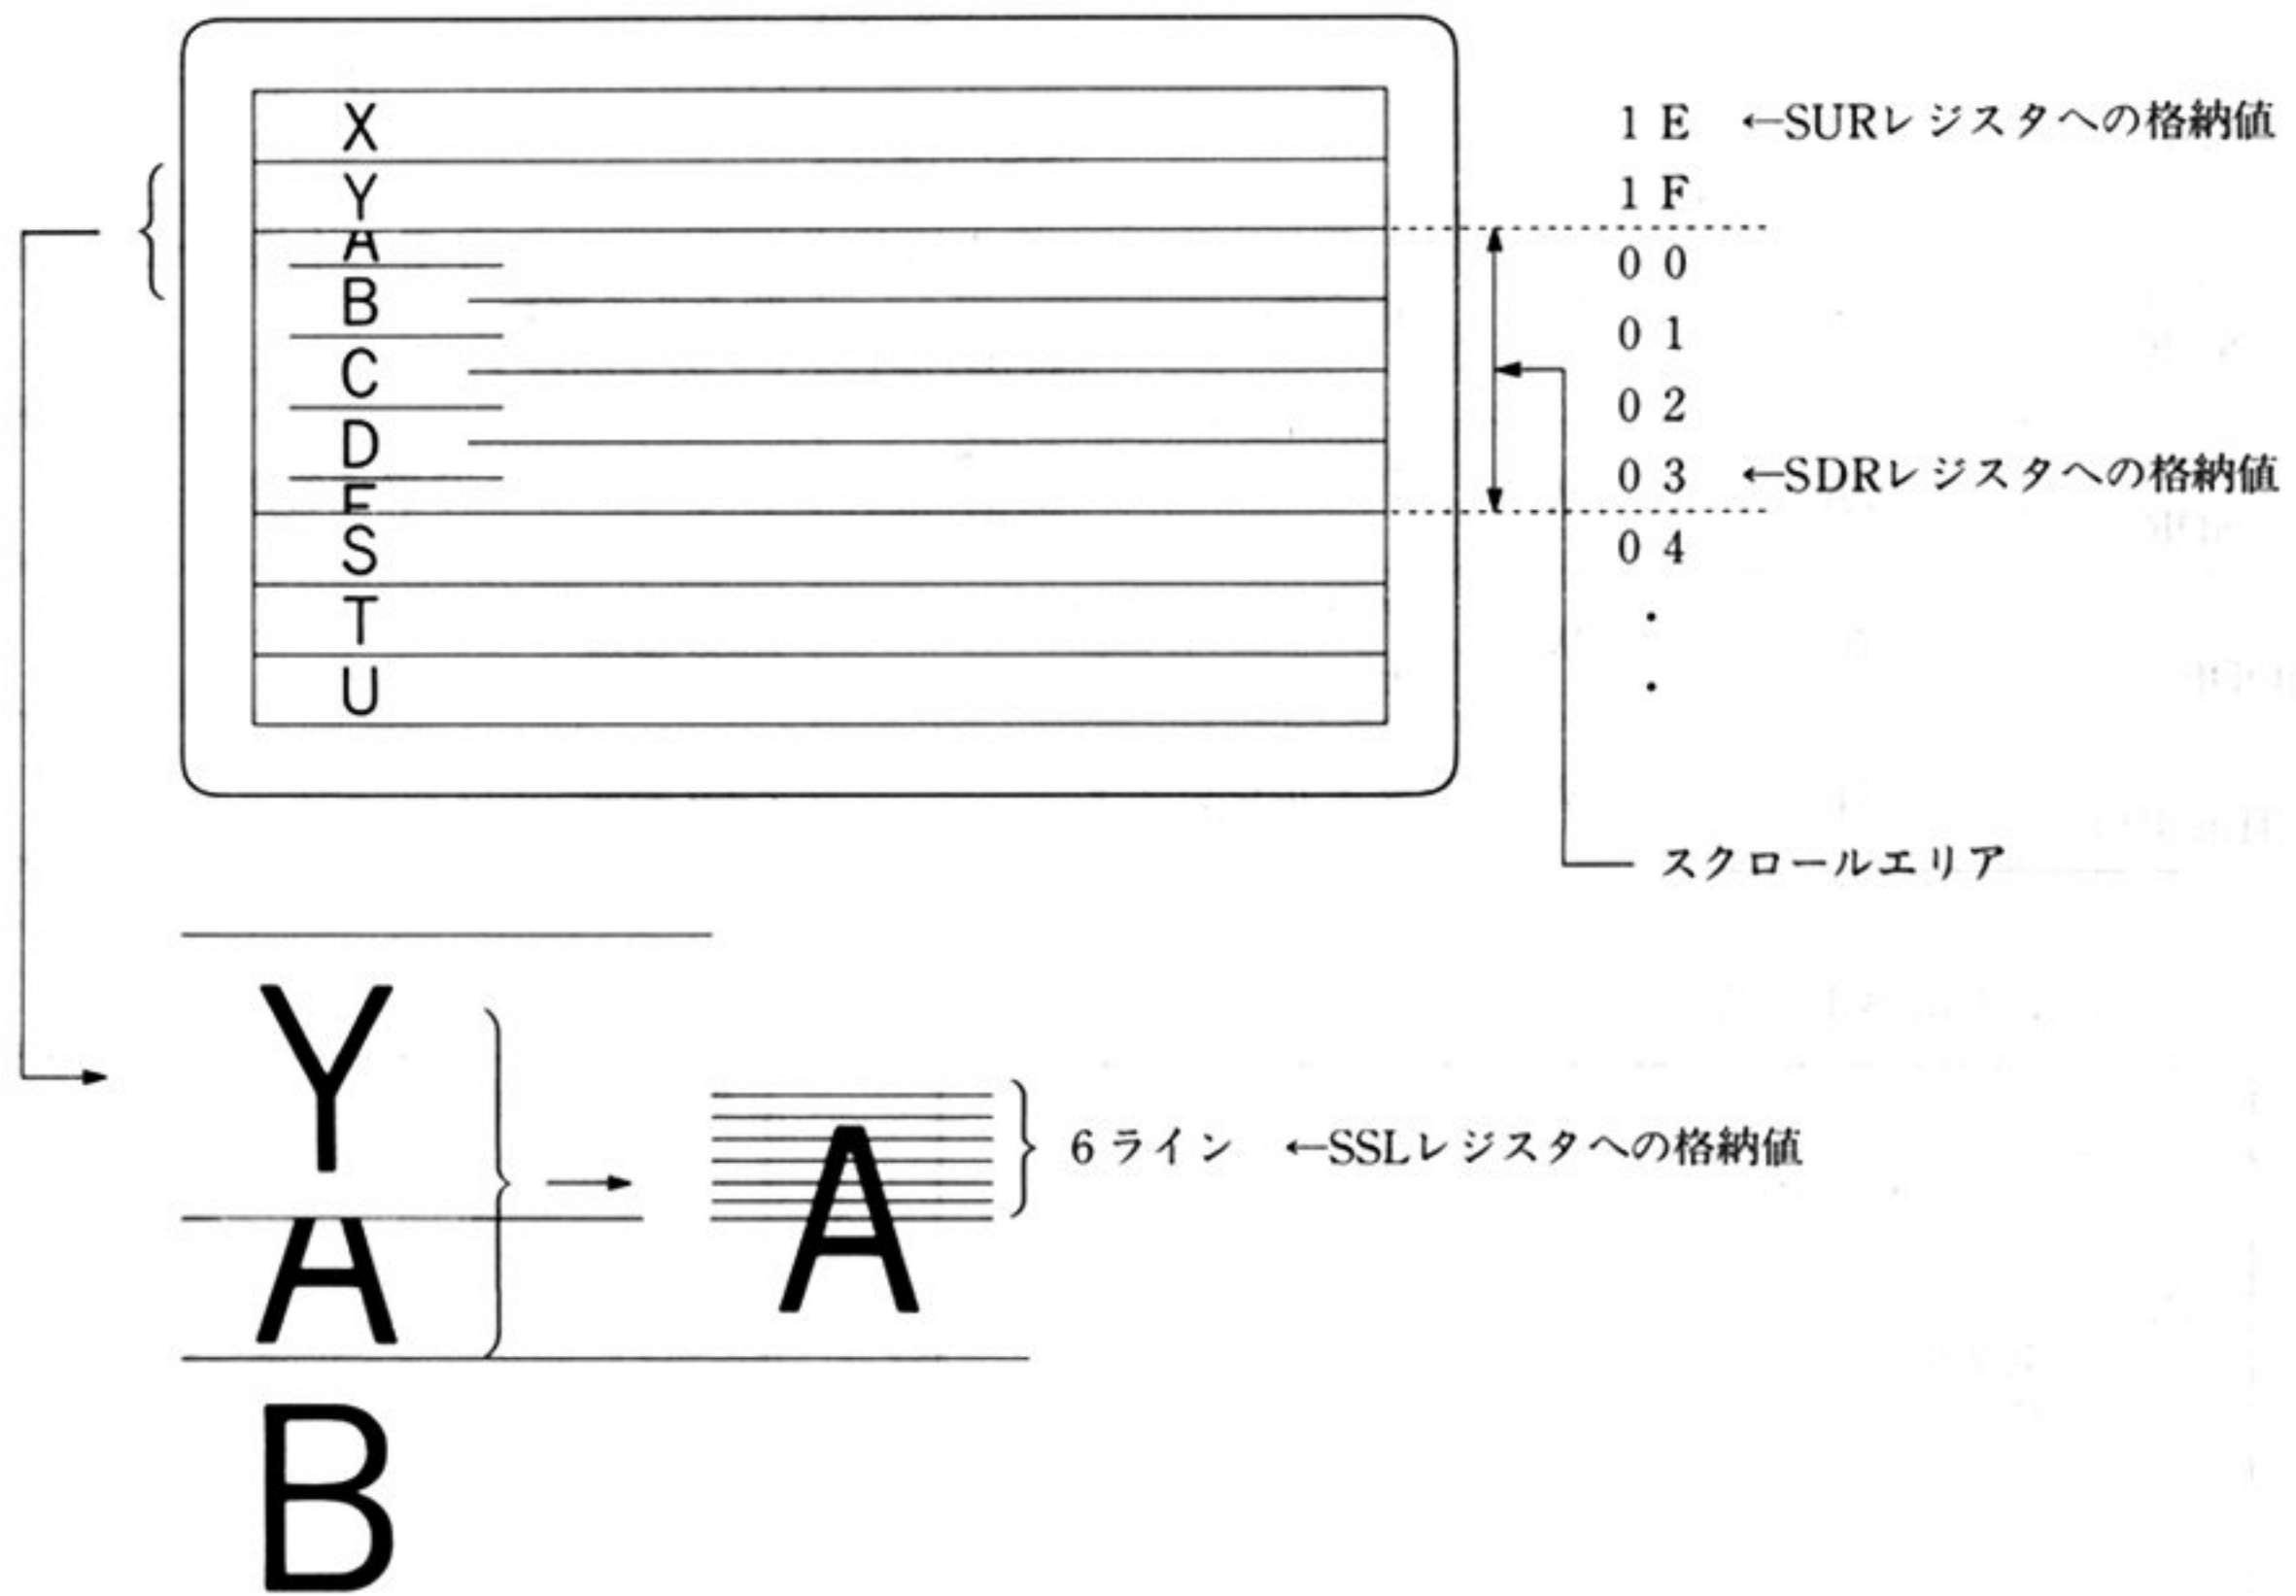 X 1 E ←SURレジスタへの格納値
Y 1 F
A 0 0
B 0 1
C 0 2
D 0 3 ←SDRレジスタへの格納値
E
S 0 4
T ・
U ・
スクロールエリア
Y
A A 6 ライン ←SSLレジスタへの格納値
B